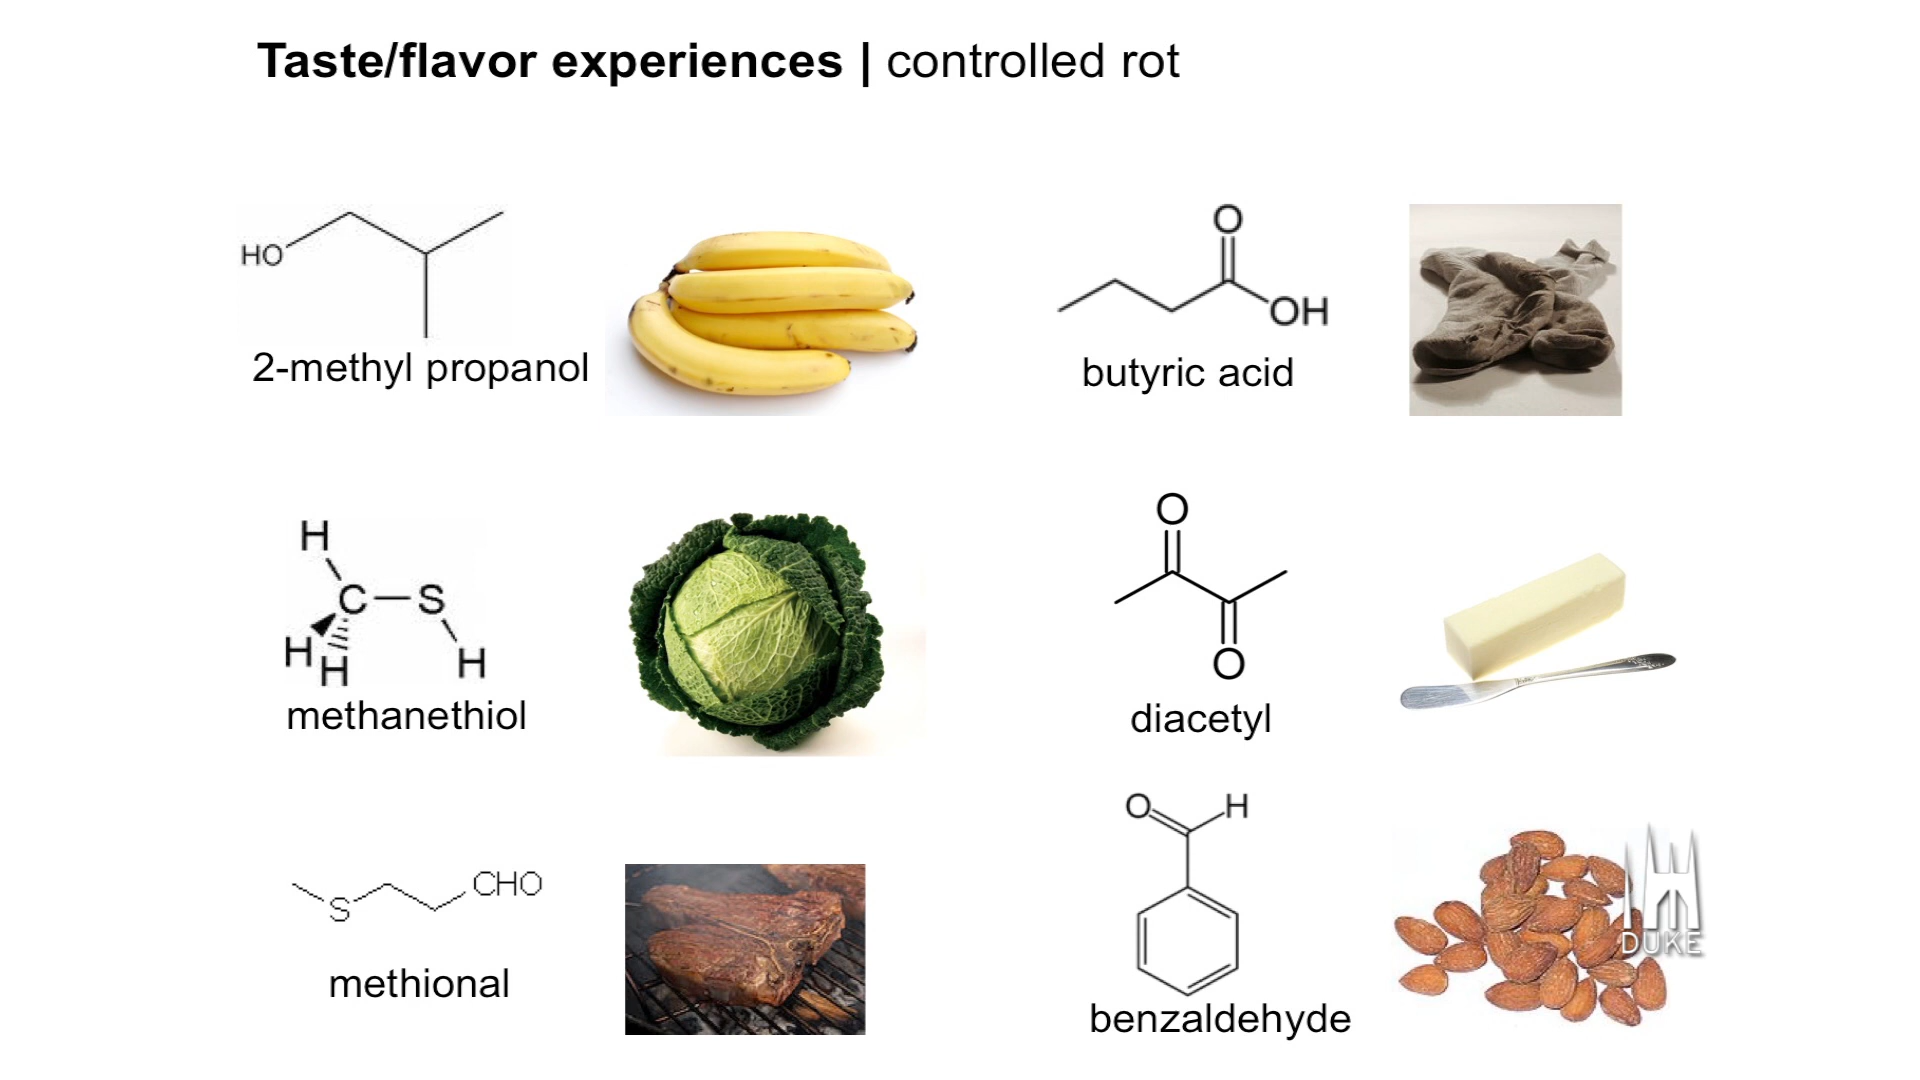 Taste/flavor experiences | controlled rot
HO
2-methyl propanol
O
OH
butyric acid
H
C S
H H H
methanethiol
O
O
diacetyl
S CHO
methional
O H
benzaldehyde
DUKE